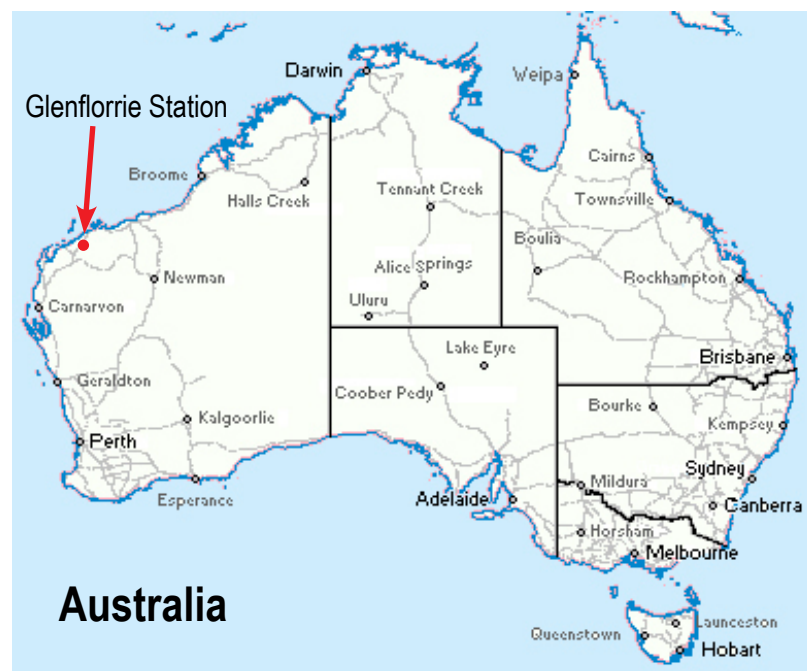 Darwin
Weipa
Glenflorrie Station
Cairns
Broome
Halls Creek
Tennant Creek
Townsville
Boulia
Alice Springs
Newman
Rockhampton
Uluru
Carnarvon
Lake Eyre
Brisbane
Geraldton
Coober Pedy
Bourke
Kalgoorlie
Kempsey
Perth
Sydney
Mildura
Esperance
Adelaide
Canberra
Horsham
Melbourne
Australia
Launceston
Queenstown
Hobart